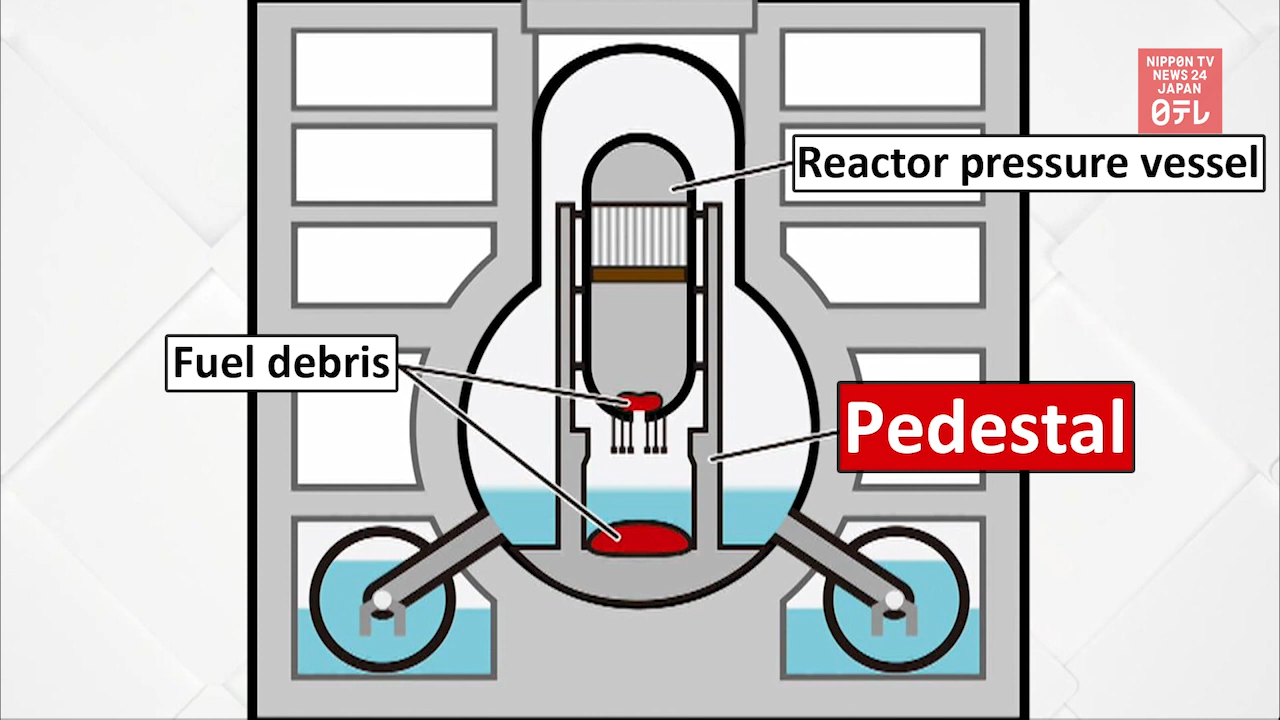 NIPPON TV
NEWS 24
JAPAN
日テレ
Reactor pressure vessel
Fuel debris
Pedestal